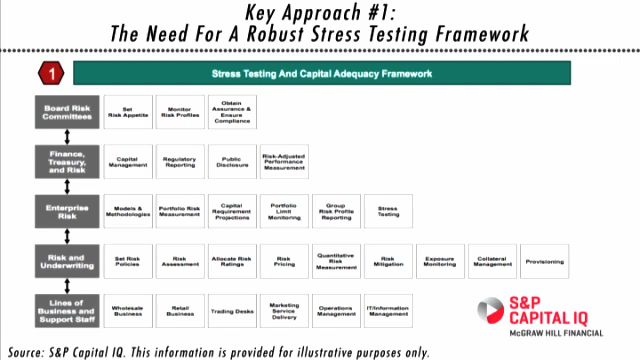 Key Approach #1:
The Need For A Robust Stress Testing Framework
1
Stress Testing And Capital Adequacy Framework
Board Risk
Committees
Set
Risk Appetite
Monitor
Risk Profiles
Obtain
Assurance &
Ensure
Compliance
Finance,
Treasury,
and Risk
Capital
Management
Regulatory
Reporting
Public
Disclosure
Risk-Adjusted
Performance
Measurement
Enterprise
Risk
Models &
Methodologies
Portfolio Risk
Measurement
Capital
Requirement
Projections
Portfolio
Limit
Monitoring
Group
Risk Profile
Reporting
Stress
Testing
Risk and
Underwriting
Set Risk
Policies
Risk
Assessment
Allocate Risk
Ratings
Risk
Pricing
Quantitative
Risk
Measurement
Risk
Mitigation
Exposure
Monitoring
Collateral
Management
Provisioning
Lines of
Business and
Support Staff
Wholesale
Business
Retail
Business
Trading Desks
Marketing
Service
Delivery
Operations
Management
IT/Information
Management
S&P
CAPITAL IQ
McGRAW HILL FINANCIAL
Source: S&P Capital IQ. This information is provided for illustrative purposes only.